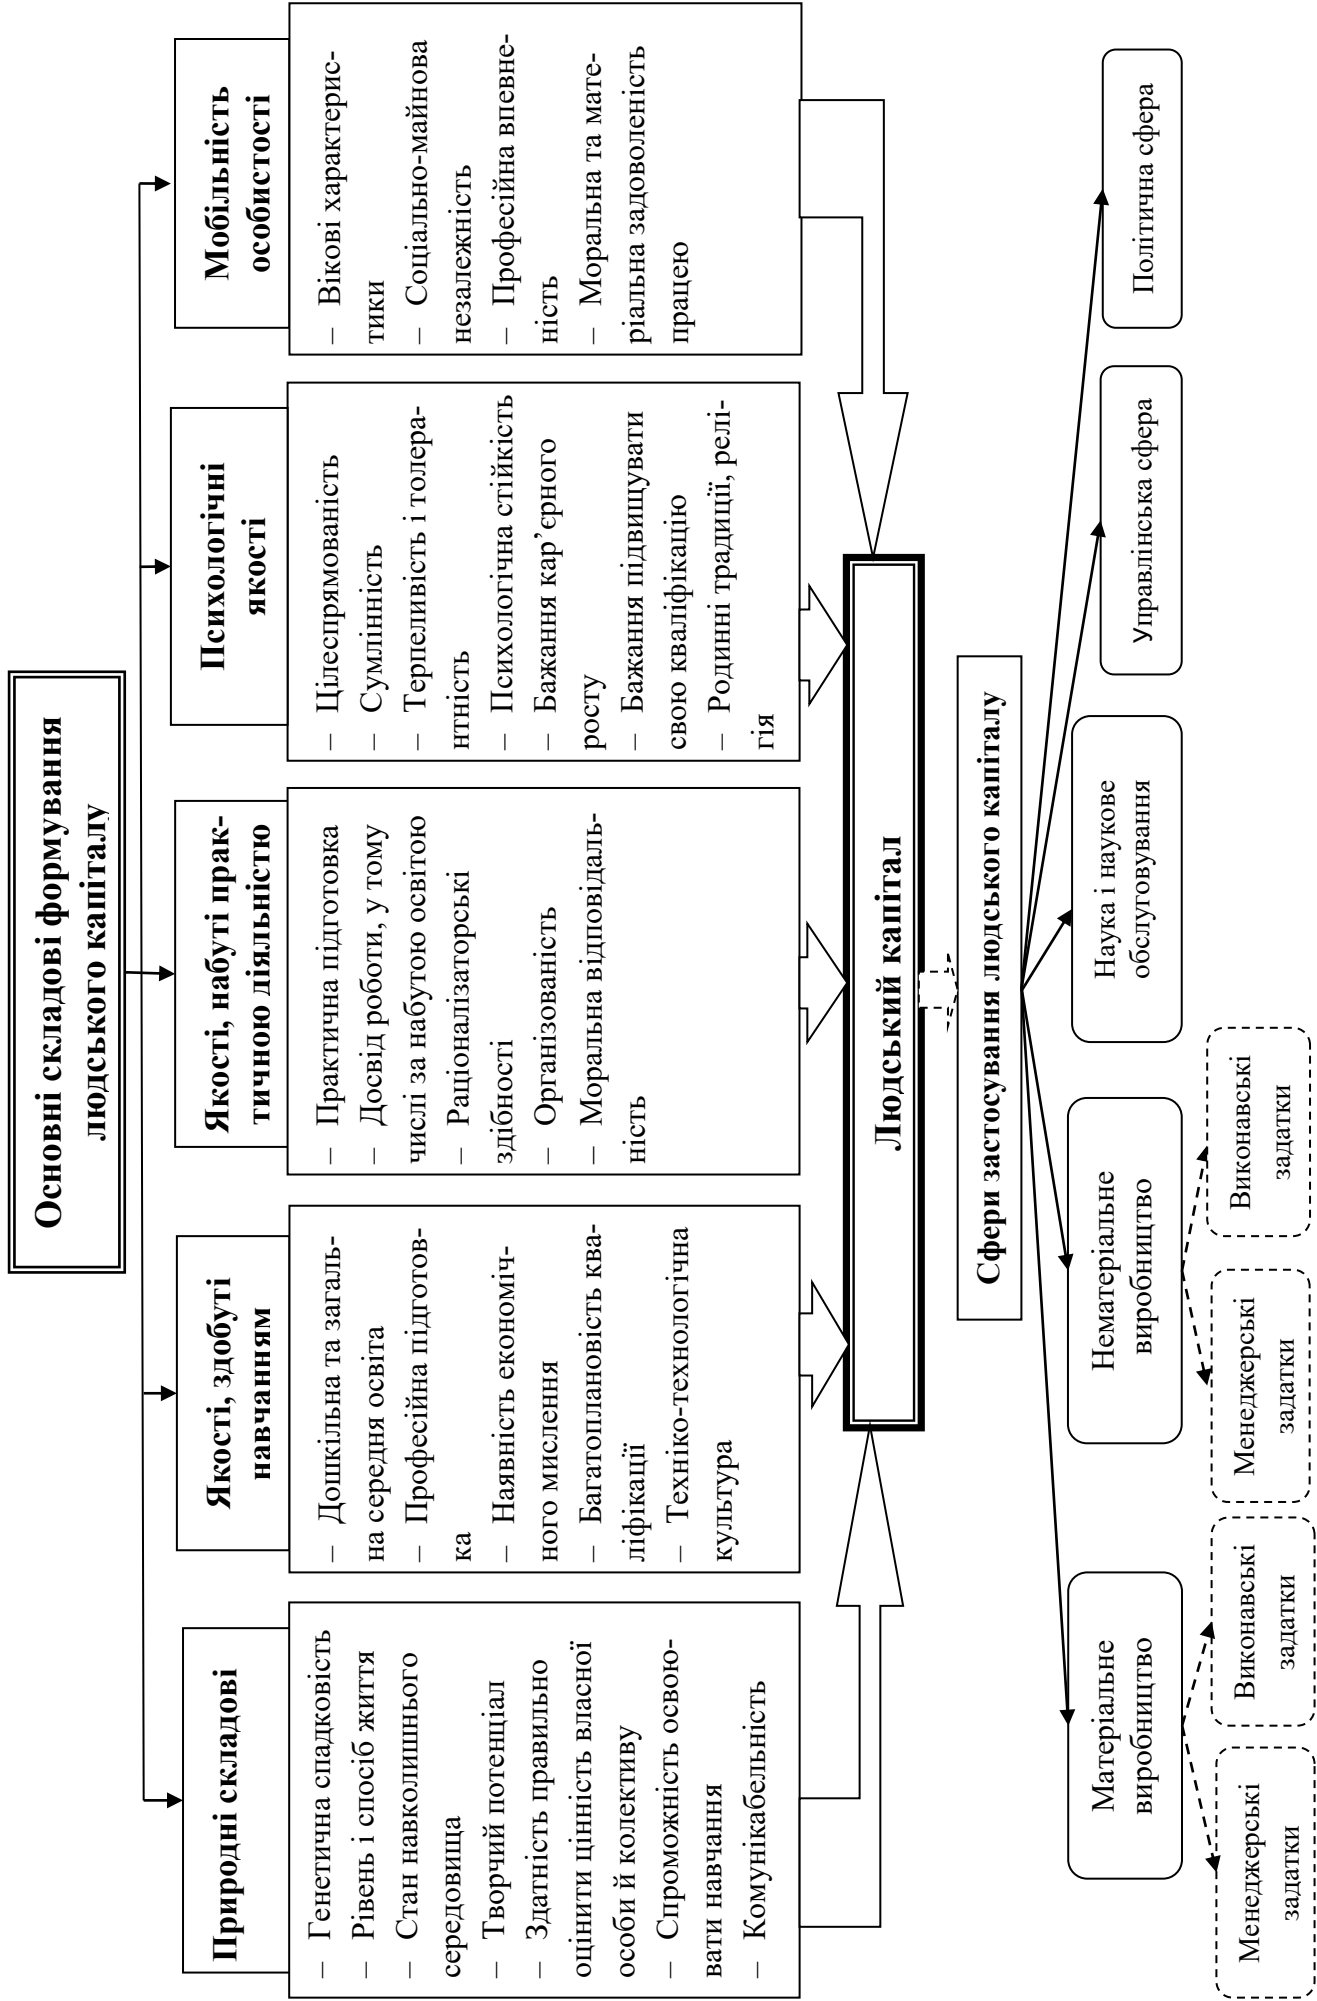 Основні складові формування
людського капіталу
Природні складові
– Генетична спадковість
– Рівень і спосіб життя
– Стан навколишнього
середовища
– Творчий потенціал
– Здатність правильно
оцінити цінність власної
особи й колективу
– Спроможність освою-
вати навчання
– Комунікабельність
Якості, здобуті
навчанням
– Дошкільна та загаль-
на середня освіта
– Професійна підготов-
ка
– Наявність економіч-
ного мислення
– Багатоплановість ква-
ліфікації
– Техніко-технологічна
культура
Якості, набуті прак-
тичною діяльністю
– Практична підготовка
– Досвід роботи, у тому
числі за набутою освітою
– Раціоналізаторські
здібності
– Організованість
– Моральна відповідаль-
ність
Психологічні
якості
– Цілеспрямованість
– Сумлінність
– Терпеливість і толера-
нтність
– Психологічна стійкість
– Бажання кар’єрного
росту
– Бажання підвищувати
свою кваліфікацію
– Родинні традиції, релі-
гія
Мобільність
особистості
– Вікові характерис-
тики
– Соціально-майнова
незалежність
– Професійна впевне-
ність
– Моральна та мате-
ріальна задоволеність
працею
Людський капітал
Сфери застосування людського капіталу
Матеріальне
виробництво
Нематеріальне
виробництво
Наука і наукове
обслуговування
Управлінська сфера
Політична сфера
Менеджерські
задатки
Виконавські
задатки
Менеджерські
задатки
Виконавські
задатки